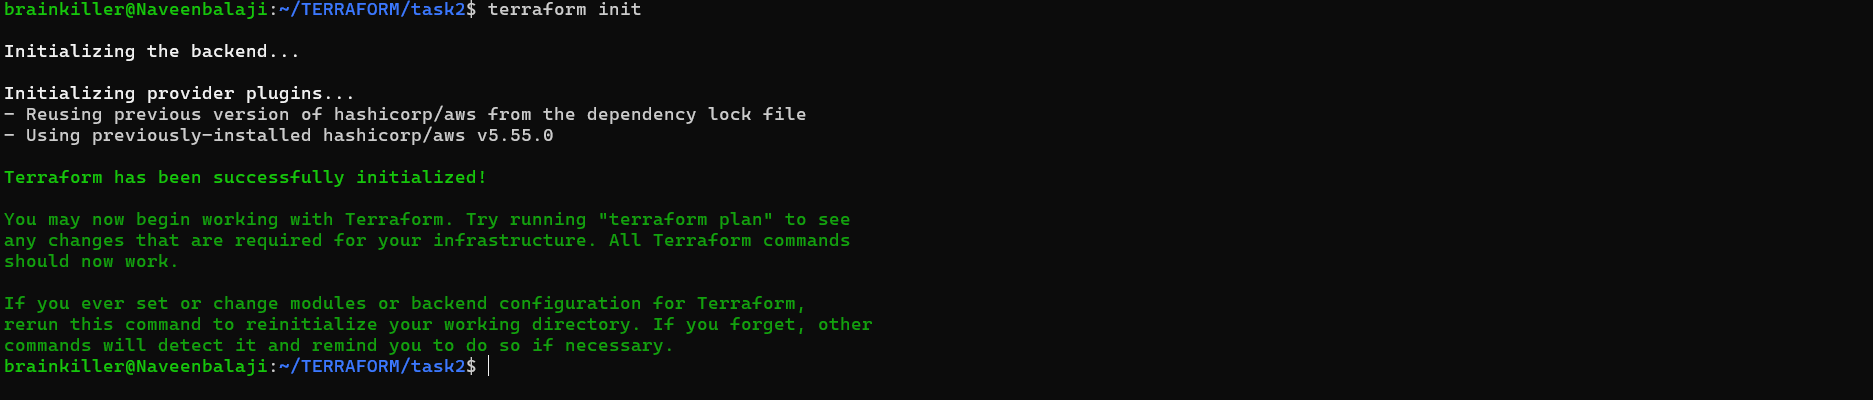 brainkiller@Naveenbalaji:~/TERRAFORM/task2$ terraform init
Initializing the backend...
Initializing provider plugins...
- Reusing previous version of hashicorp/aws from the dependency lock file
- Using previously-installed hashicorp/aws v5.55.0
Terraform has been successfully initialized!
You may now begin working with Terraform. Try running "terraform plan" to see
any changes that are required for your infrastructure. All Terraform commands
should now work.
If you ever set or change modules or backend configuration for Terraform,
rerun this command to reinitialize your working directory. If you forget, other
commands will detect it and remind you to do so if necessary.
brainkiller@Naveenbalaji:~/TERRAFORM/task2$